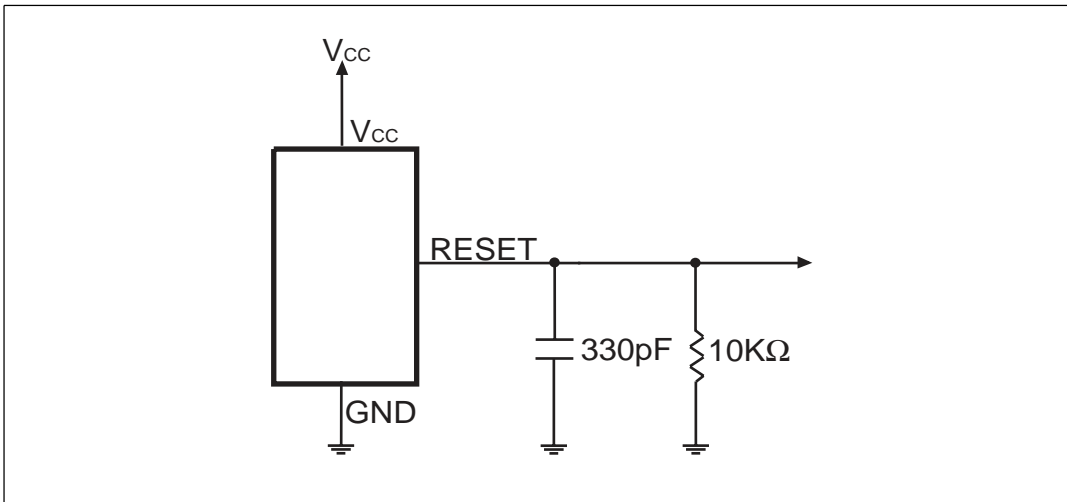 VCC
VCC
RESET
330pF
10KΩ
GND